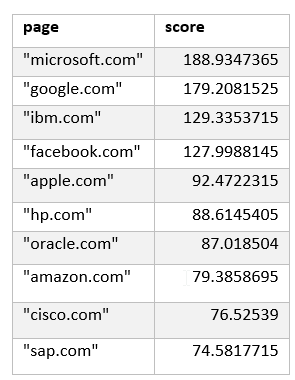 page score
"microsoft.com" 188.9347365
"google.com" 179.2081525
"ibm.com" 129.3353715
"facebook.com" 127.9988145
"apple.com" 92.4722315
"hp.com" 88.6145405
"oracle.com" 87.018504
"amazon.com" 79.3858695
"cisco.com" 76.52539
"sap.com" 74.5817715